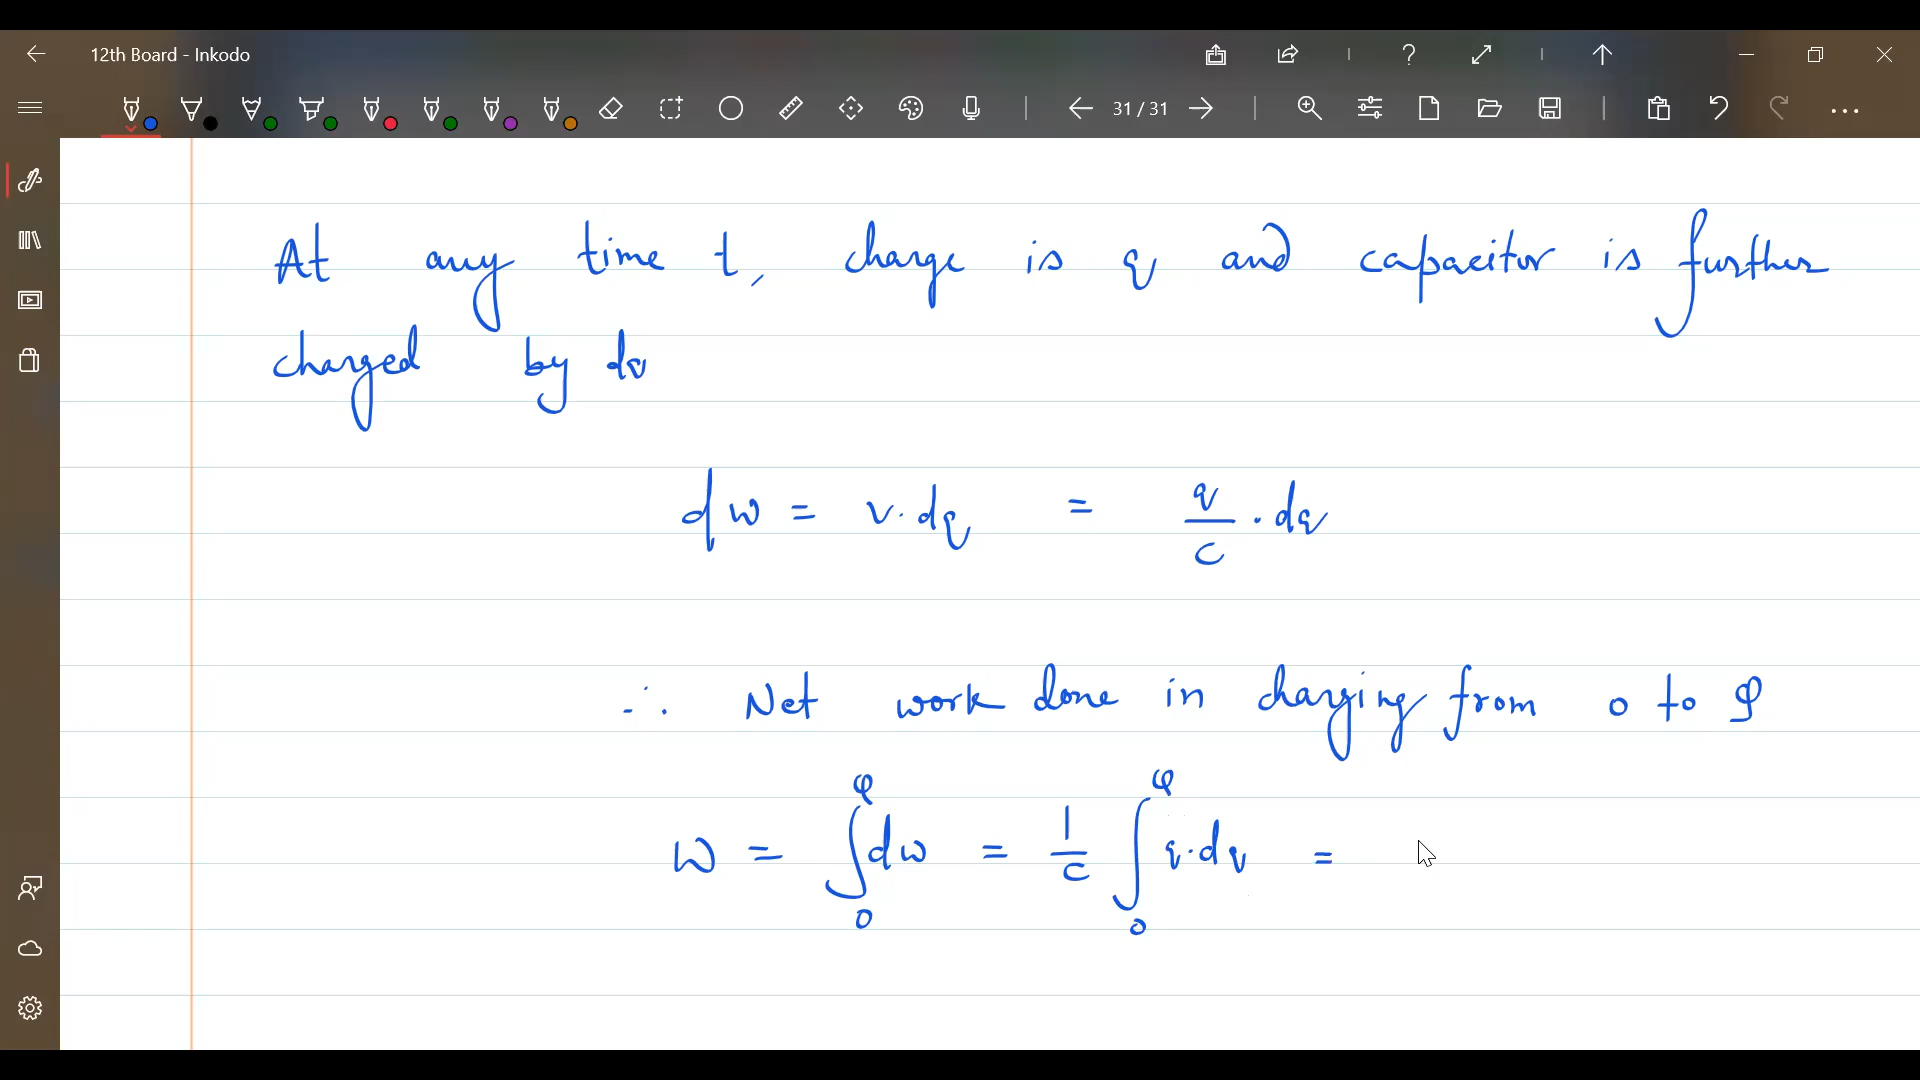 12th Board - Inkodo
31 / 31
At any time t, charge is q and capacitor is further
charged by dq
dw = v.dq = q/c . dq
∴ Net work done in charging from 0 to Q
W = ∫₀^Q dw = 1/c ∫₀^Q q.dq =